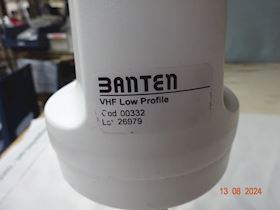 BANTEN
VHF Low Profile
Cod 00332
Lot 26979
13 08 2024